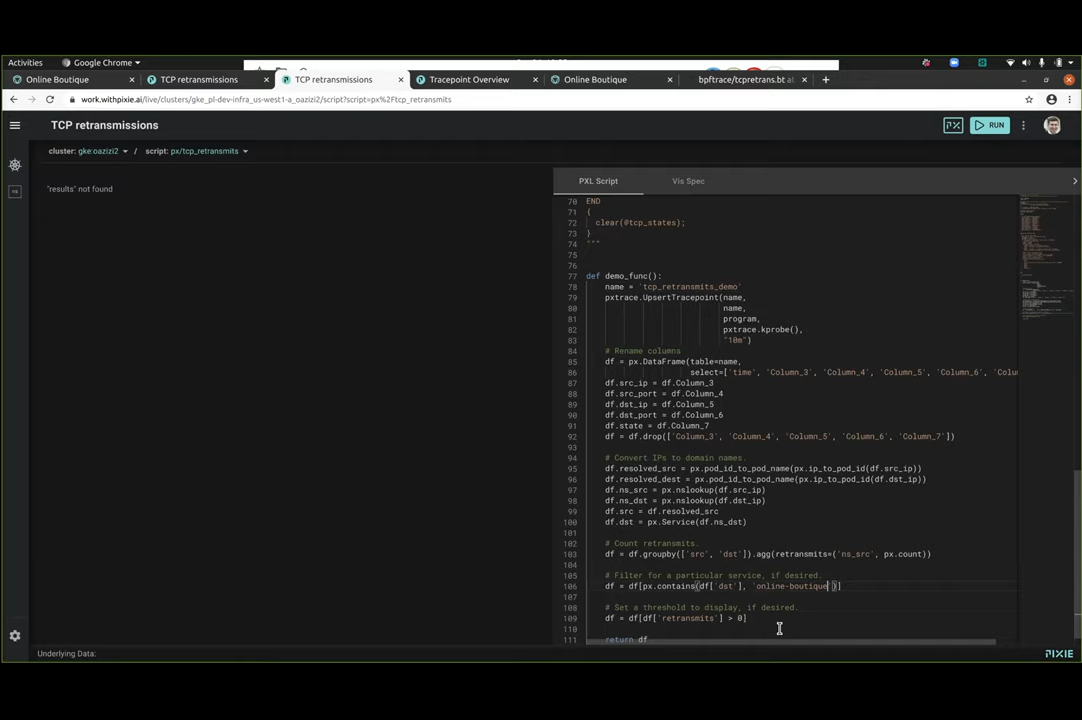 Activities Google Chrome
Online Boutique × TCP retransmissions × TCP retransmissions × Tracepoint Overview × Online Boutique × bpftrace/tcpretrans.bt at × +
work.withpixie.ai/live/clusters/gke_pl-dev-infra_us-west1-a_oazizi2/script?script=px%2Ftcp_retransmits
TCP retransmissions RUN
cluster: gke:oazizi2 / script: px/tcp_retransmits
PXL Script Vis Spec
"results" not found
70 END
71 {
72 clear(@tcp_states);
73 }
74 """
75
76
77 def demo_func():
78 name = 'tcp_retransmits_demo'
79 pxtrace.UpsertTracepoint(name,
80 name,
81 program,
82 pxtrace.kprobe(),
83 "10m")
84 # Rename columns
85 df = px.DataFrame(table=name,
86 select=['time', 'Column_3', 'Column_4', 'Column_5', 'Column_6', 'Colu
87 df.src_ip = df.Column_3
88 df.src_port = df.Column_4
89 df.dst_ip = df.Column_5
90 df.dst_port = df.Column_6
91 df.state = df.Column_7
92 df = df.drop(['Column_3', 'Column_4', 'Column_5', 'Column_6', 'Column_7'])
93
94 # Convert IPs to domain names.
95 df.resolved_src = px.pod_id_to_pod_name(px.ip_to_pod_id(df.src_ip))
96 df.resolved_dest = px.pod_id_to_pod_name(px.ip_to_pod_id(df.dst_ip))
97 df.ns_src = px.nslookup(df.src_ip)
98 df.ns_dst = px.nslookup(df.dst_ip)
99 df.src = df.resolved_src
100 df.dst = px.Service(df.ns_dst)
101
102 # Count retransmits.
103 df = df.groupby(['src', 'dst']).agg(retransmits=('ns_src', px.count))
104
105 # Filter for a particular service, if desired.
106 df = df[px.contains(df['dst'], 'online-boutique')]
107
108 # Set a threshold to display, if desired.
109 df = df[df['retransmits'] > 0]
110
111 return df
Underlying Data: PIXIE